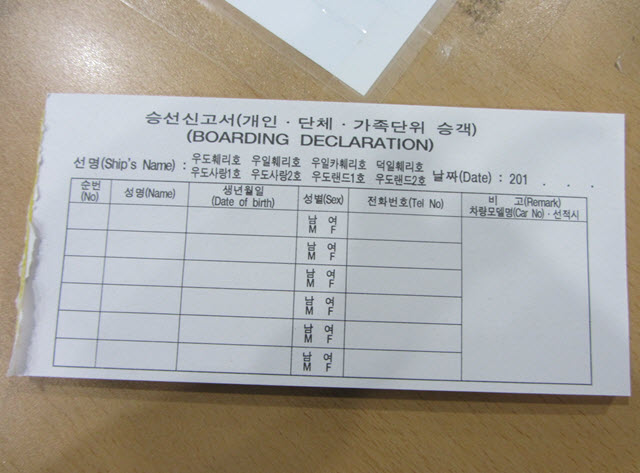 승선신고서(개인 · 단체 · 가족단위 승객)
(BOARDING DECLARATION)
선명(Ship's Name) : 우도훼리호 우일훼리호 우일카훼리호 덕일훼리호
우도사랑1호 우도사랑2호 우도랜드1호 우도랜드2호 날짜(Date) : 201 . . .
순번 (No) 성명(Name) 생년월일 (Date of birth) 성별(Sex) 전화번호(Tel No) 비 고(Remark)
차량모델명(Car No) · 선적시
남 여
M F
남 여
M F
남 여
M F
남 여
M F
남 여
M F
남 여
M F